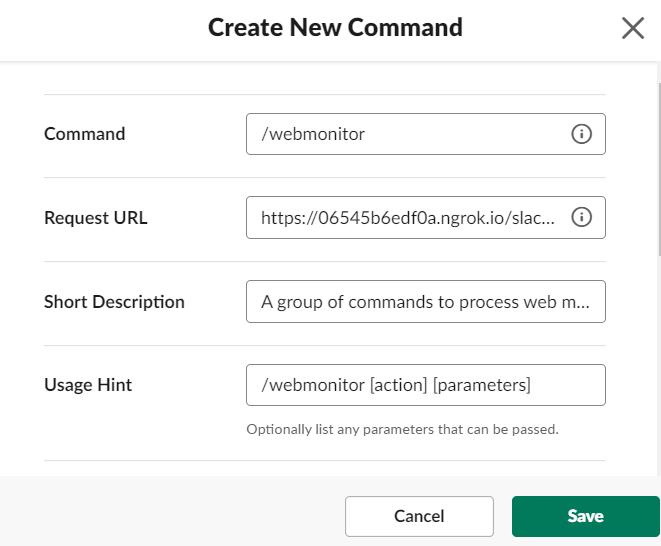 Create New Command
Command
/webmonitor
Request URL
https://06545b6edf0a.ngrok.io/slac...
Short Description
A group of commands to process web m...
Usage Hint
/webmonitor [action] [parameters]
Optionally list any parameters that can be passed.
Cancel
Save